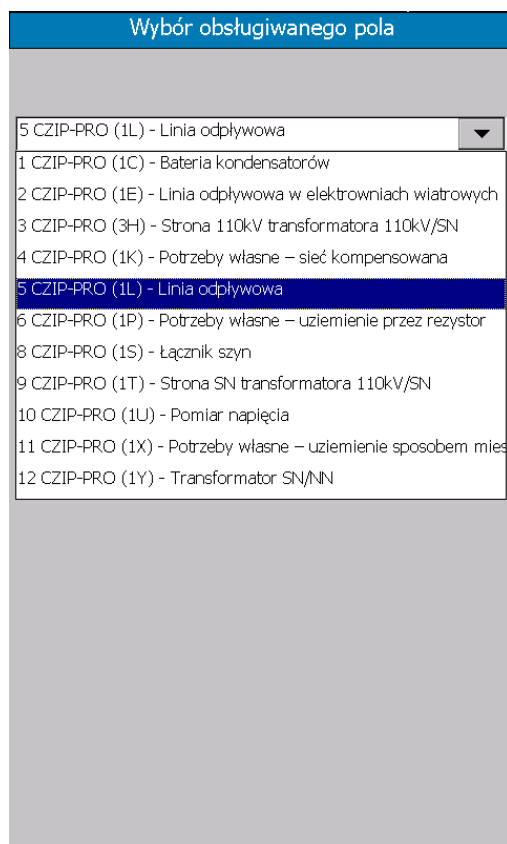 Wybór obsługiwanego pola
5 CZIP-PRO (1L) - Linia odpływowa
1 CZIP-PRO (1C) - Bateria kondensatorów
2 CZIP-PRO (1E) - Linia odpływowa w elektrowniach wiatrowych
3 CZIP-PRO (3H) - Strona 110kV transformatora 110kV/SN
4 CZIP-PRO (1K) - Potrzeby własne – sieć kompensowana
5 CZIP-PRO (1L) - Linia odpływowa
6 CZIP-PRO (1P) - Potrzeby własne – uziemienie przez rezystor
8 CZIP-PRO (1S) - Łącznik szyn
9 CZIP-PRO (1T) - Strona SN transformatora 110kV/SN
10 CZIP-PRO (1U) - Pomiar napięcia
11 CZIP-PRO (1X) - Potrzeby własne – uziemienie sposobem mies
12 CZIP-PRO (1Y) - Transformator SN/NN